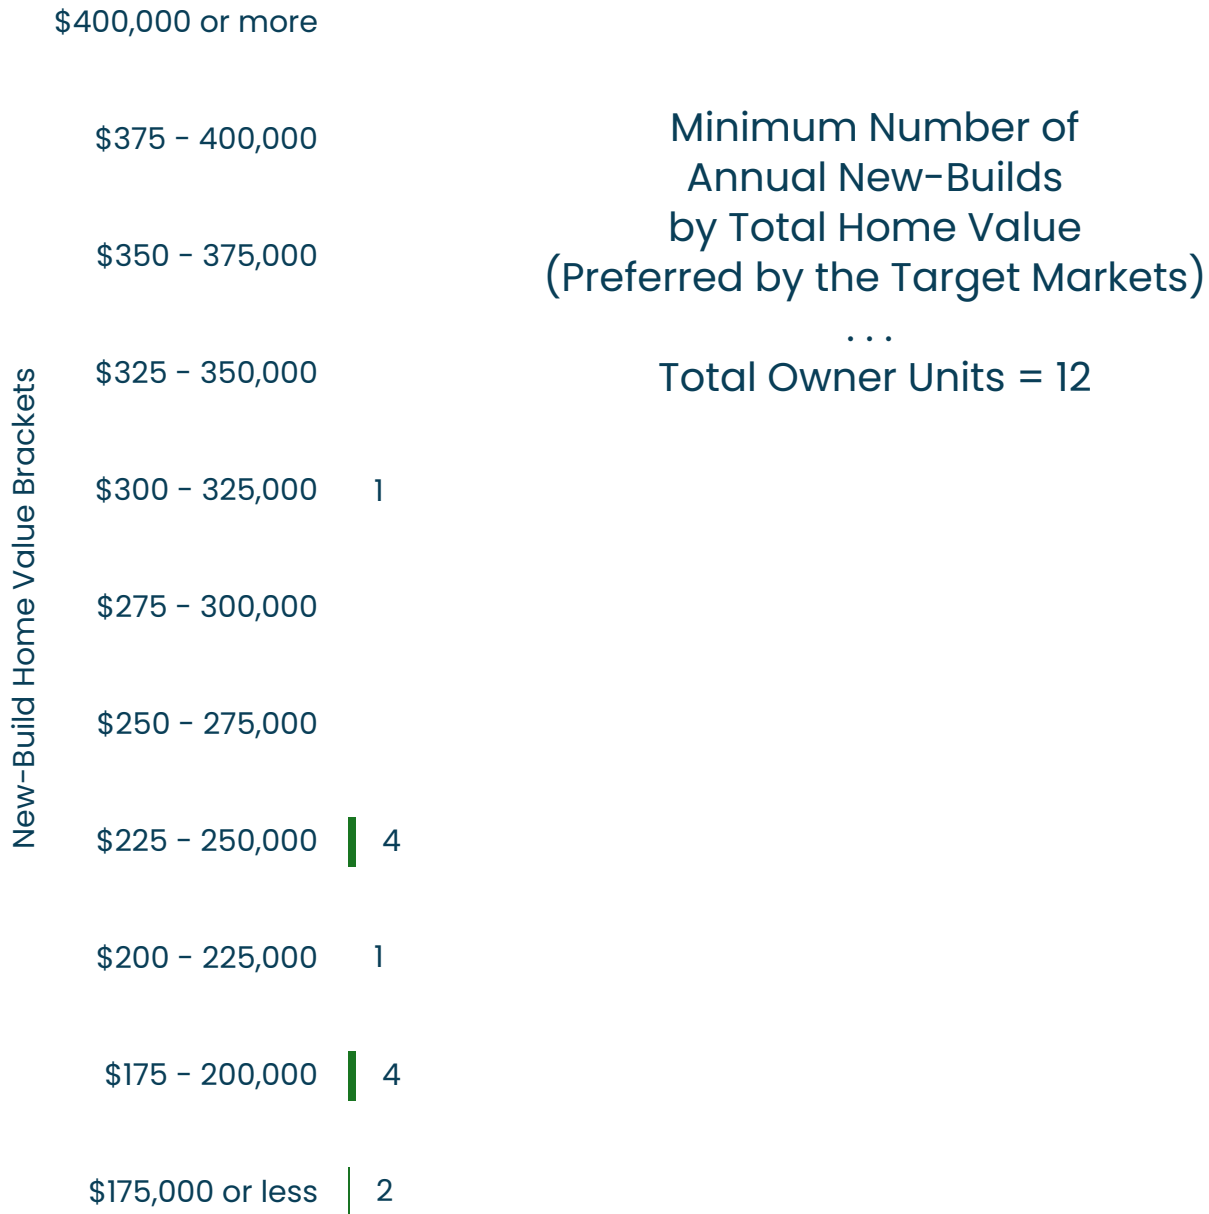 $400,000 or more
Minimum Number of
Annual New-Builds
by Total Home Value
(Preferred by the Target Markets)
. . .
Total Owner Units = 12
New-Build Home Value Brackets
$375 - 400,000
$350 - 375,000
$325 - 350,000
$300 - 325,000 1
$275 - 300,000
$250 - 275,000
$225 - 250,000 4
$200 - 225,000 1
$175 - 200,000 4
$175,000 or less 2